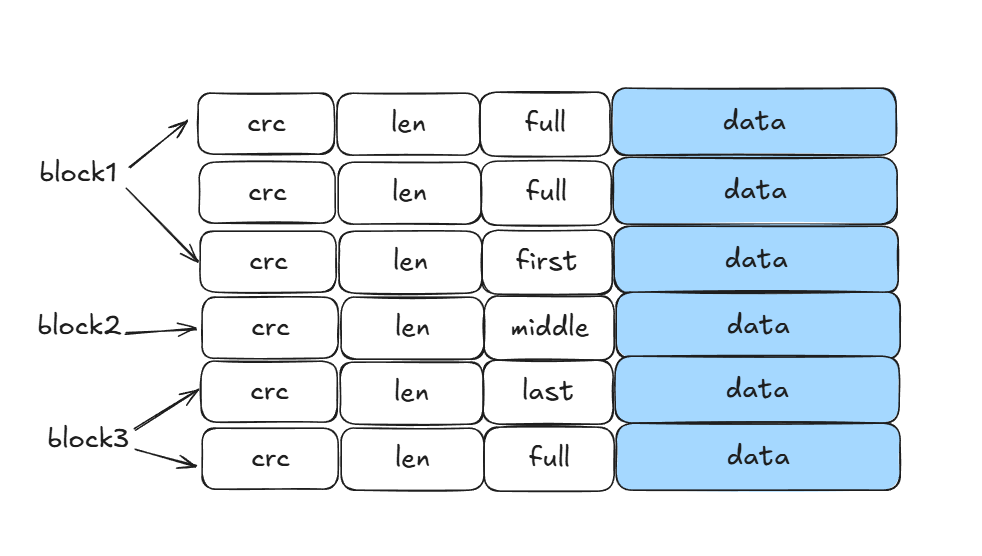 crc len full data
block1
crc len full data
crc len first data
block2 crc len middle data
crc len last data
block3
crc len full data